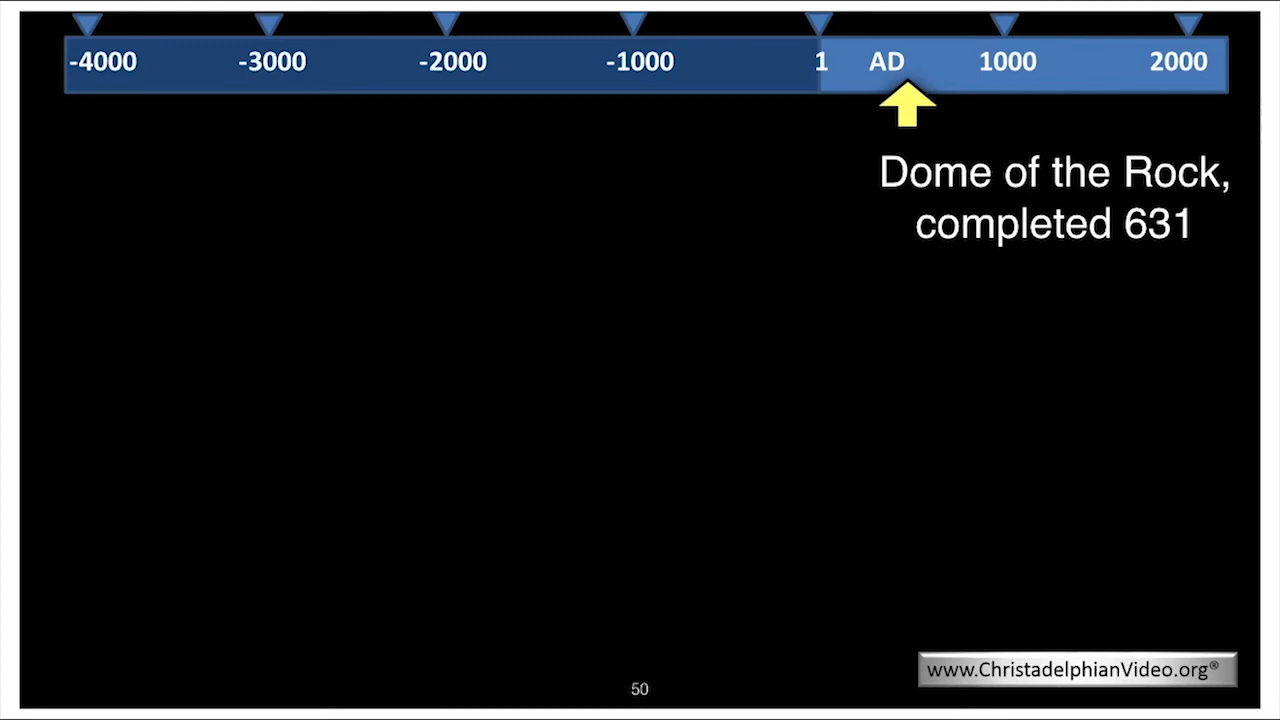 -4000 -3000 -2000 -1000 1 AD 1000 2000
Dome of the Rock,
completed 631
www.ChristadelphianVideo.org®
50